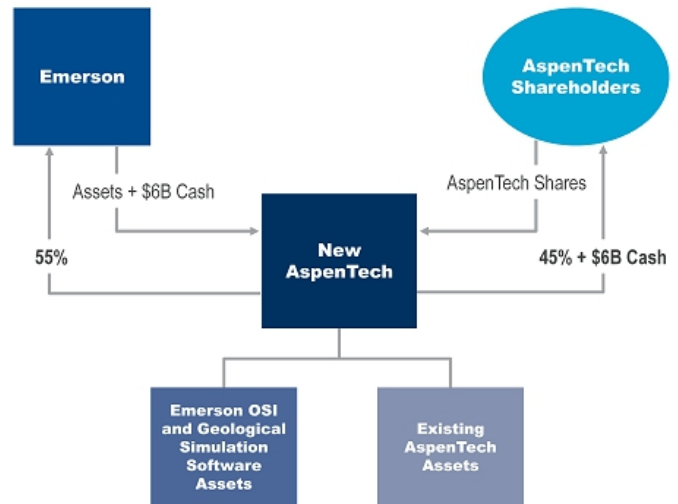 Emerson
AspenTech
Shareholders
Assets + $6B Cash
AspenTech Shares
55%
New
AspenTech
45% + $6B Cash
Emerson OSI
and Geological
Simulation
Software
Assets
Existing
AspenTech
Assets